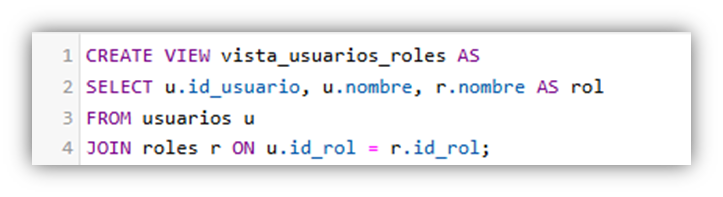 1 CREATE VIEW vista_usuarios_roles AS
2 SELECT u.id_usuario, u.nombre, r.nombre AS rol
3 FROM usuarios u
4 JOIN roles r ON u.id_rol = r.id_rol;